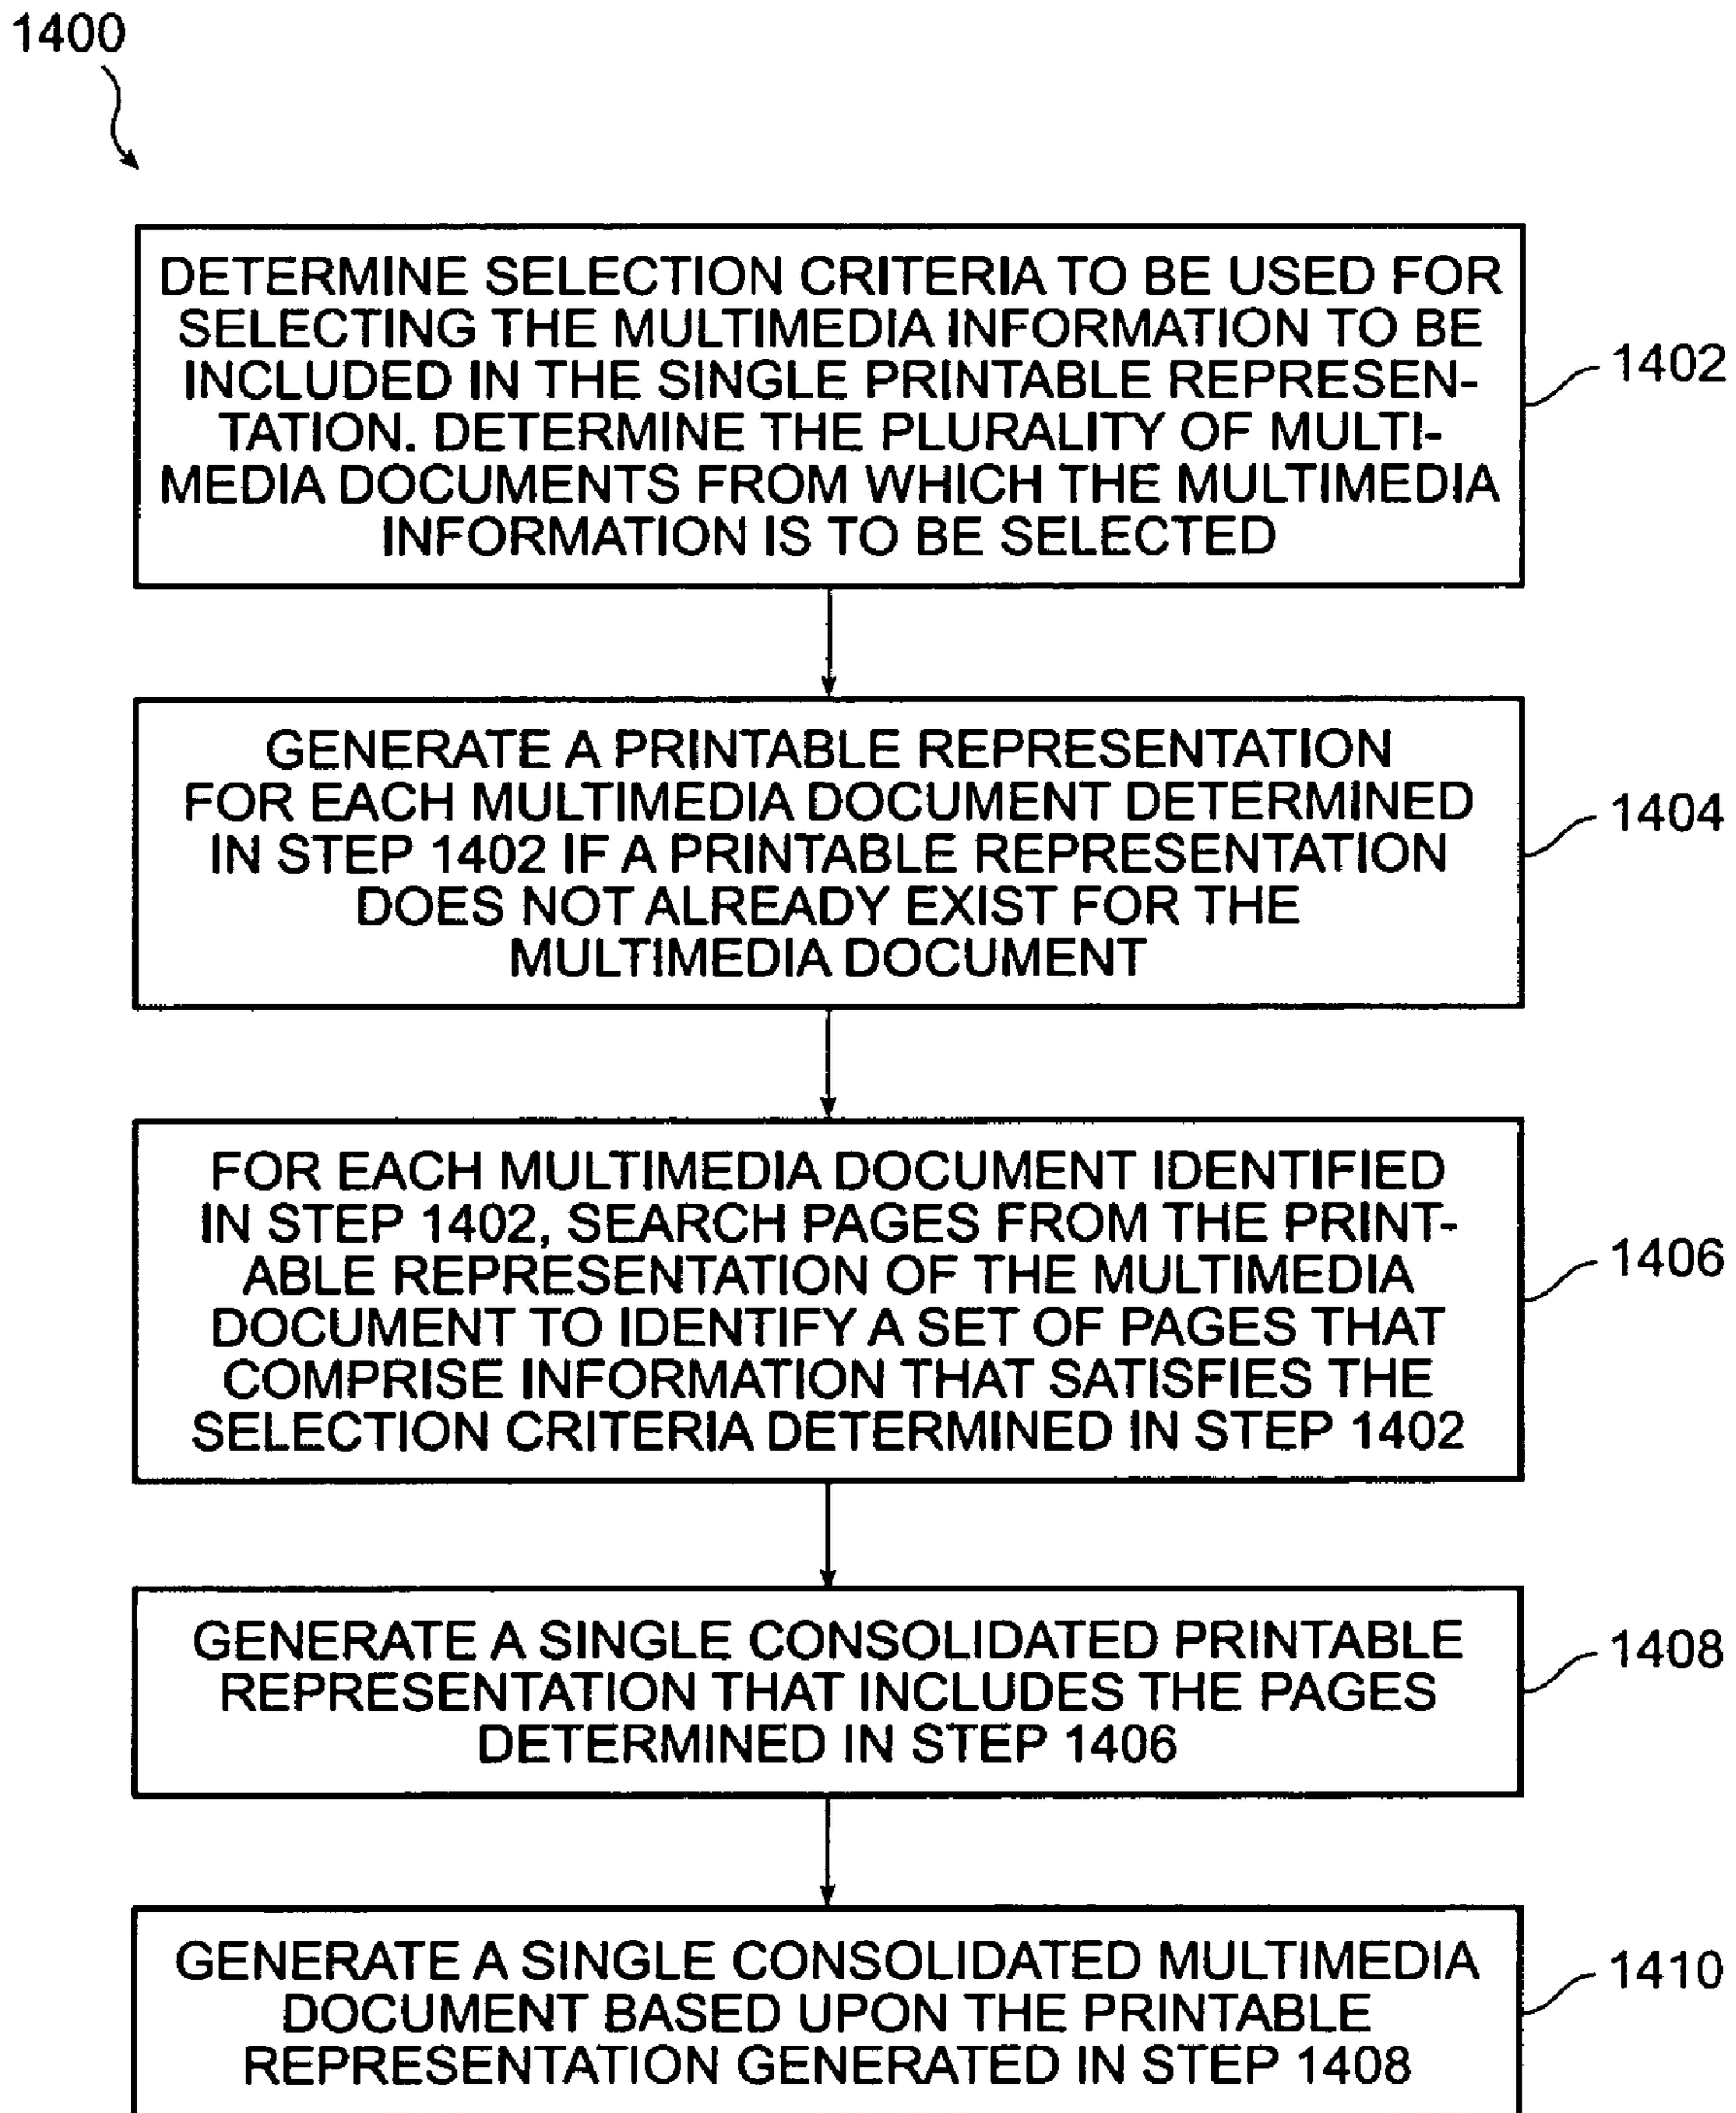 1400
DETERMINE SELECTION CRITERIA TO BE USED FOR
SELECTING THE MULTIMEDIA INFORMATION TO BE
INCLUDED IN THE SINGLE PRINTABLE REPRESEN-
TATION. DETERMINE THE PLURALITY OF MULTI-
MEDIA DOCUMENTS FROM WHICH THE MULTIMEDIA
INFORMATION IS TO BE SELECTED
1402
GENERATE A PRINTABLE REPRESENTATION
FOR EACH MULTIMEDIA DOCUMENT DETERMINED
IN STEP 1402 IF A PRINTABLE REPRESENTATION
DOES NOT ALREADY EXIST FOR THE
MULTIMEDIA DOCUMENT
1404
FOR EACH MULTIMEDIA DOCUMENT IDENTIFIED
IN STEP 1402, SEARCH PAGES FROM THE PRINT-
ABLE REPRESENTATION OF THE MULTIMEDIA
DOCUMENT TO IDENTIFY A SET OF PAGES THAT
COMPRISE INFORMATION THAT SATISFIES THE
SELECTION CRITERIA DETERMINED IN STEP 1402
1406
GENERATE A SINGLE CONSOLIDATED PRINTABLE
REPRESENTATION THAT INCLUDES THE PAGES
DETERMINED IN STEP 1406
1408
GENERATE A SINGLE CONSOLIDATED MULTIMEDIA
DOCUMENT BASED UPON THE PRINTABLE
REPRESENTATION GENERATED IN STEP 1408
1410